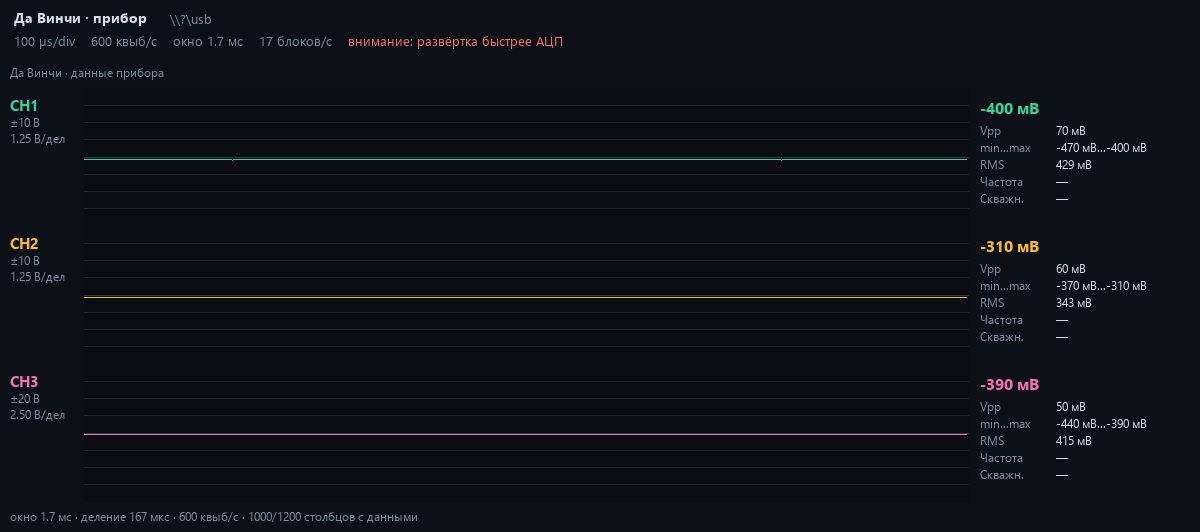 Да Винчи · прибор \\?\usb
100 µs/div 600 квыб/с окно 1.7 мс 17 блоков/с внимание: развёртка быстрее АЦП
Да Винчи · данные прибора
CH1
±10 В
1.25 В/дел
-400 мВ
Vpp 70 мВ
min…max -470 мВ…-400 мВ
RMS 429 мВ
Частота —
Скважн. —
CH2
±10 В
1.25 В/дел
-310 мВ
Vpp 60 мВ
min…max -370 мВ…-310 мВ
RMS 343 мВ
Частота —
Скважн. —
CH3
±20 В
2.50 В/дел
-390 мВ
Vpp 50 мВ
min…max -440 мВ…-390 мВ
RMS 415 мВ
Частота —
Скважн. —
окно 1.7 мс · деление 167 мкс · 600 квыб/с · 1000/1200 столбцов с данными